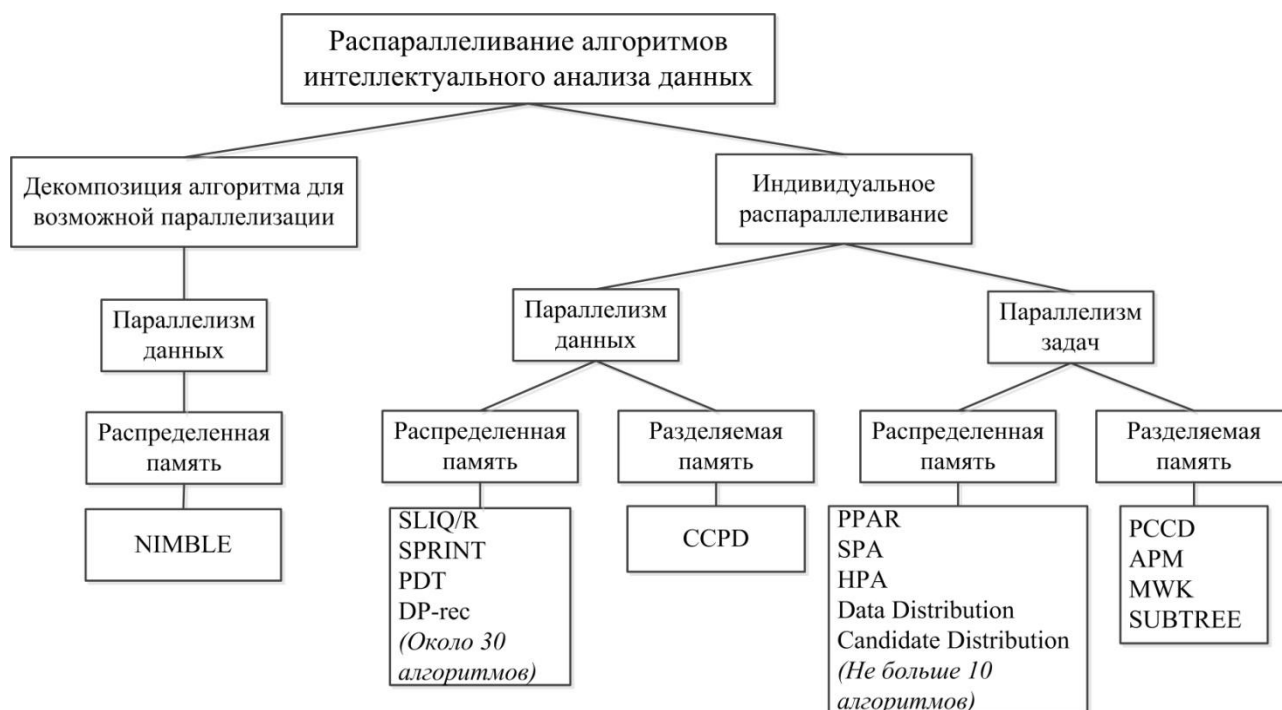 Распараллеливание алгоритмов
интеллектуального анализа данных
Декомпозиция алгоритма для
возможной параллелизации
Индивидуальное
распараллеливание
Параллелизм
данных
Параллелизм
данных
Параллелизм
задач
Распределенная
память
Распределенная
память
Разделяемая
память
Распределенная
память
Разделяемая
память
NIMBLE
SLIQ/R
SPRINT
PDT
DP-rec
(Около 30
алгоритмов)
CCPD
PPAR
SPA
HPA
Data Distribution
Candidate Distribution
(Не больше 10
алгоритмов)
PCCD
APM
MWK
SUBTREE